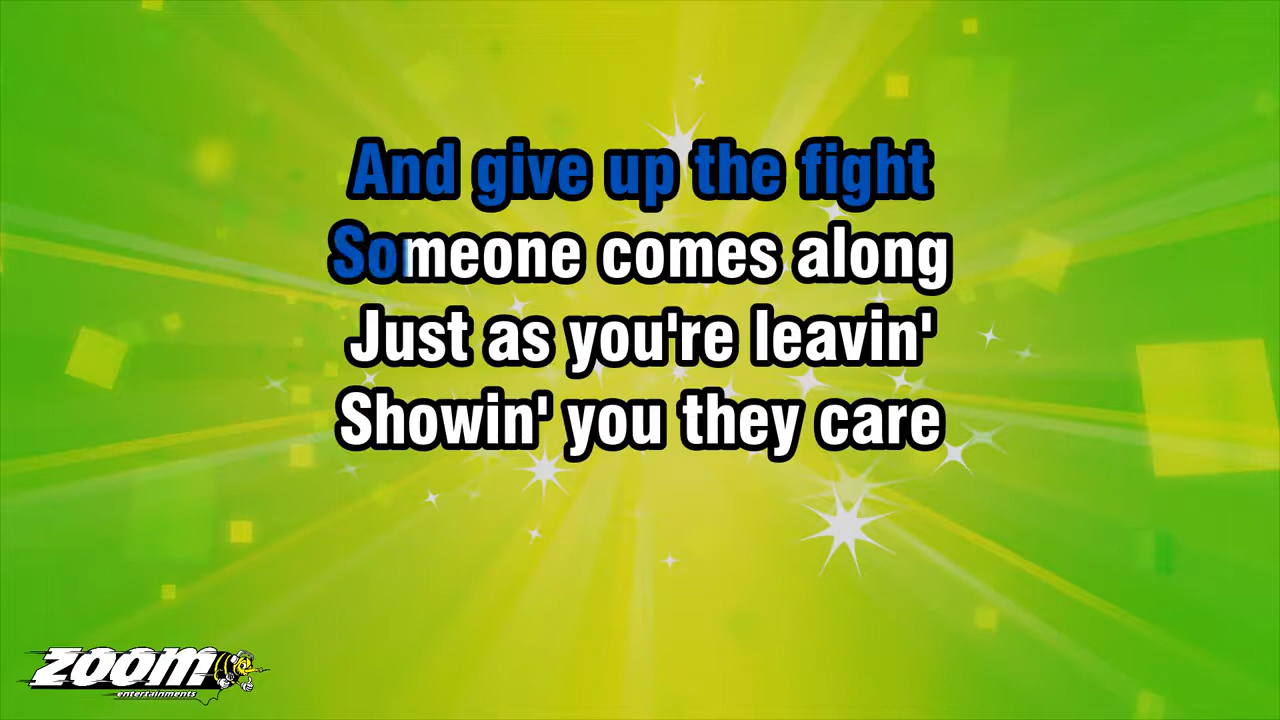 And give up the fight
Someone comes along
Just as you're leavin'
Showin' you they care
zoom
entertainments